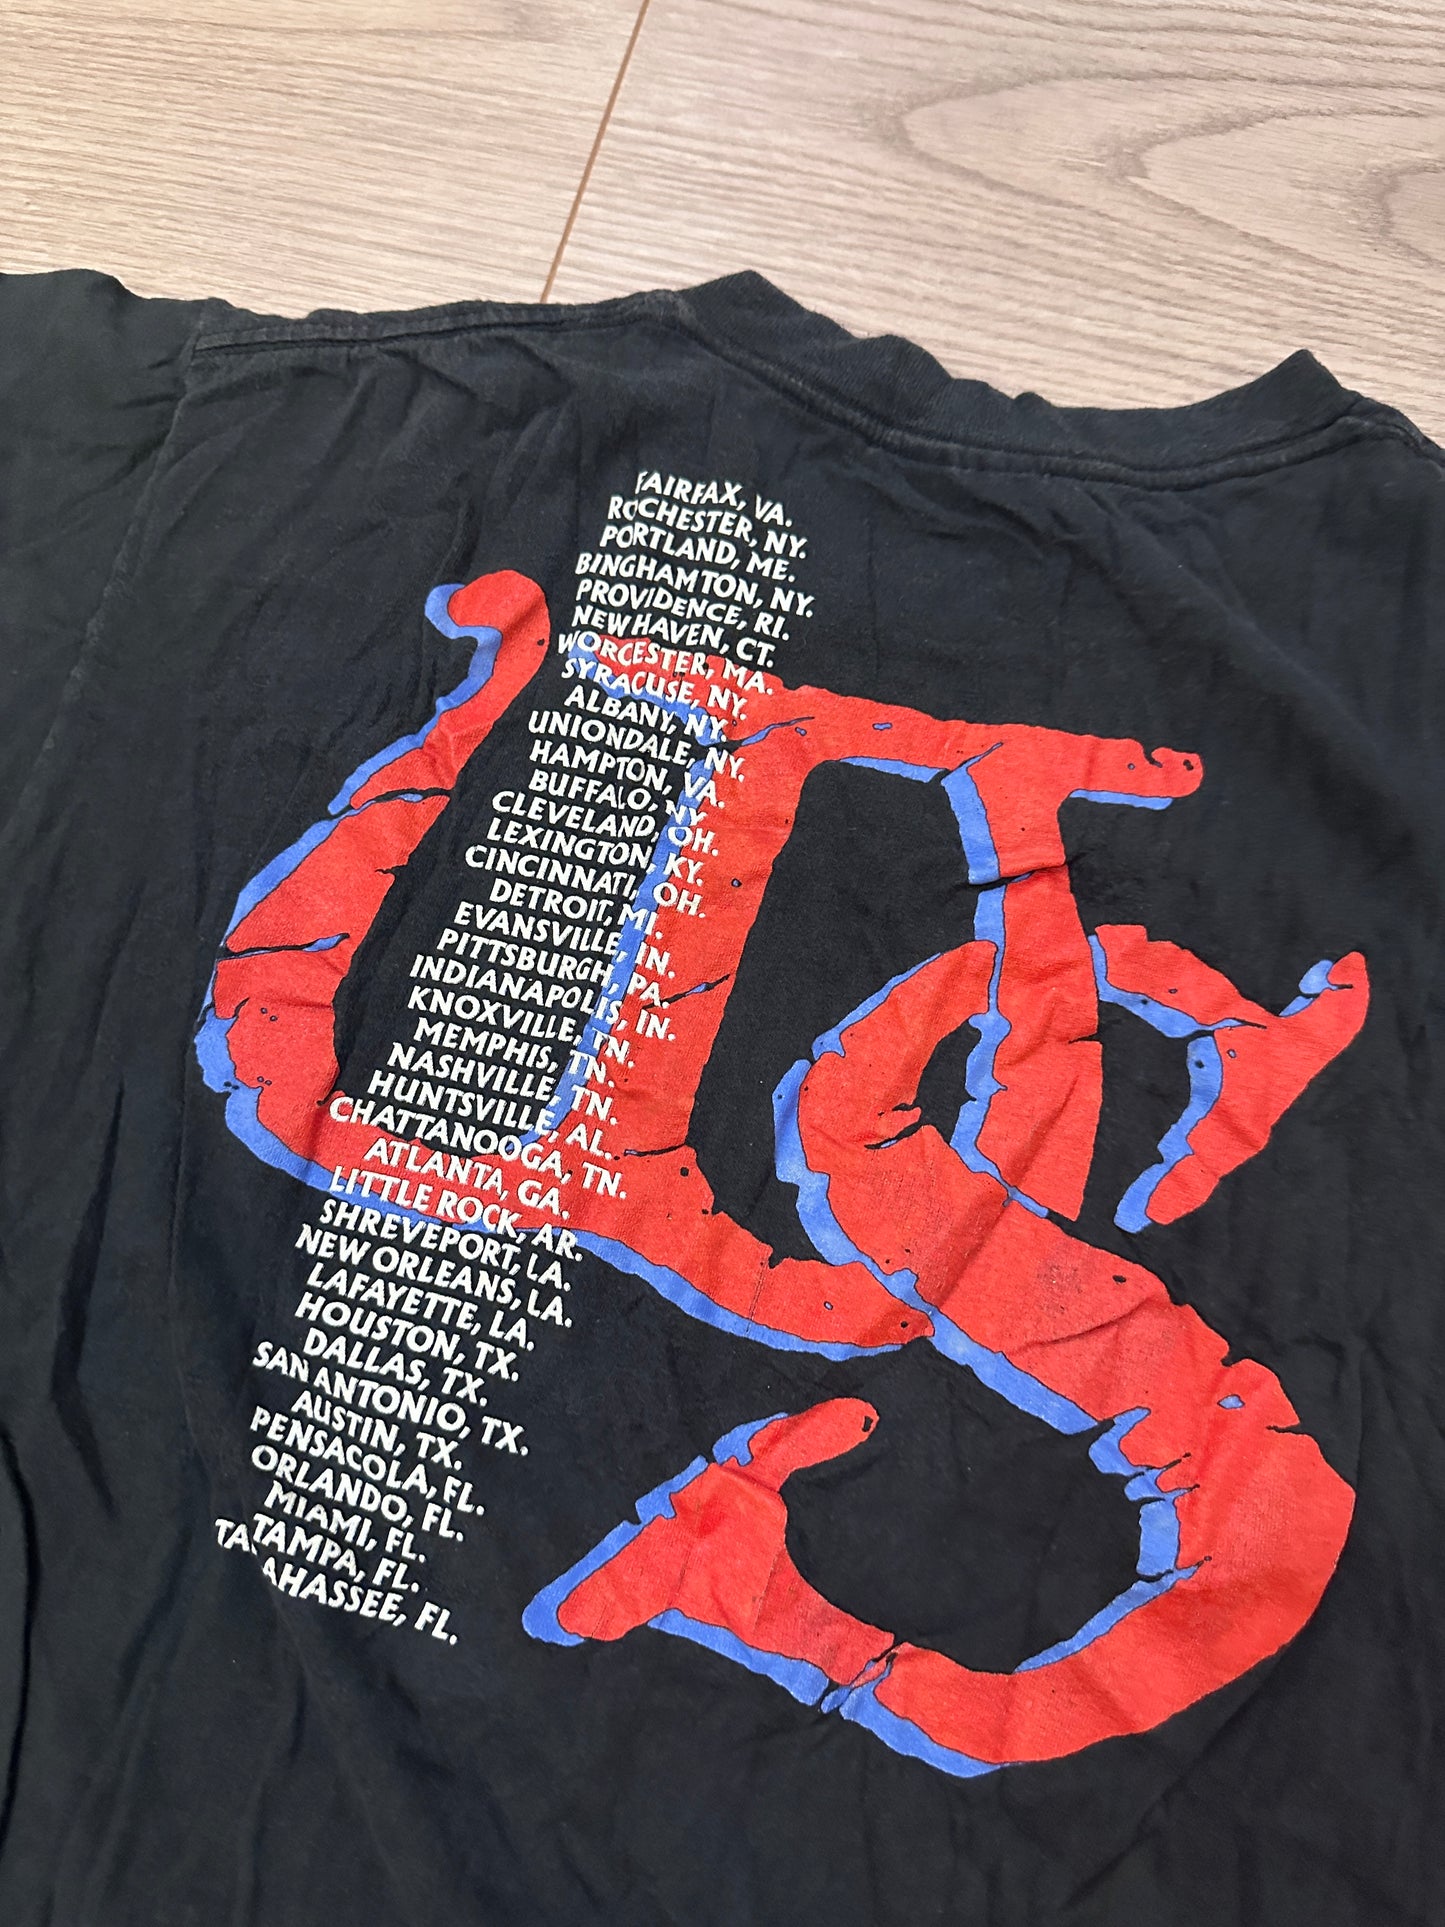 FAIRFAX, VA.
ROCHESTER, NY.
PORTLAND, ME.
BINGHAMTON, NY.
PROVIDENCE, RI.
NEW HAVEN, CT.
WORCESTER, MA.
SYRACUSE, NY.
ALBANY, NY.
UNIONDALE, NY.
HAMPTON, VA.
BUFFALO, NY.
CLEVELAND, OH.
LEXINGTON, KY.
CINCINNATI, OH.
DETROIT, MI.
EVANSVILLE, IN.
PITTSBURGH, PA.
INDIANAPOLIS, IN.
KNOXVILLE, TN.
MEMPHIS, TN.
NASHVILLE, TN.
HUNTSVILLE, AL.
CHATTANOOGA, TN.
ATLANTA, GA.
LITTLE ROCK, AR.
SHREVEPORT, LA.
NEW ORLEANS, LA.
LAFAYETTE, LA.
HOUSTON, TX.
DALLAS, TX.
SAN ANTONIO, TX.
AUSTIN, TX.
PENSACOLA, FL.
ORLANDO, FL.
MIAMI, FL.
TAMPA, FL.
TALLAHASSEE, FL.